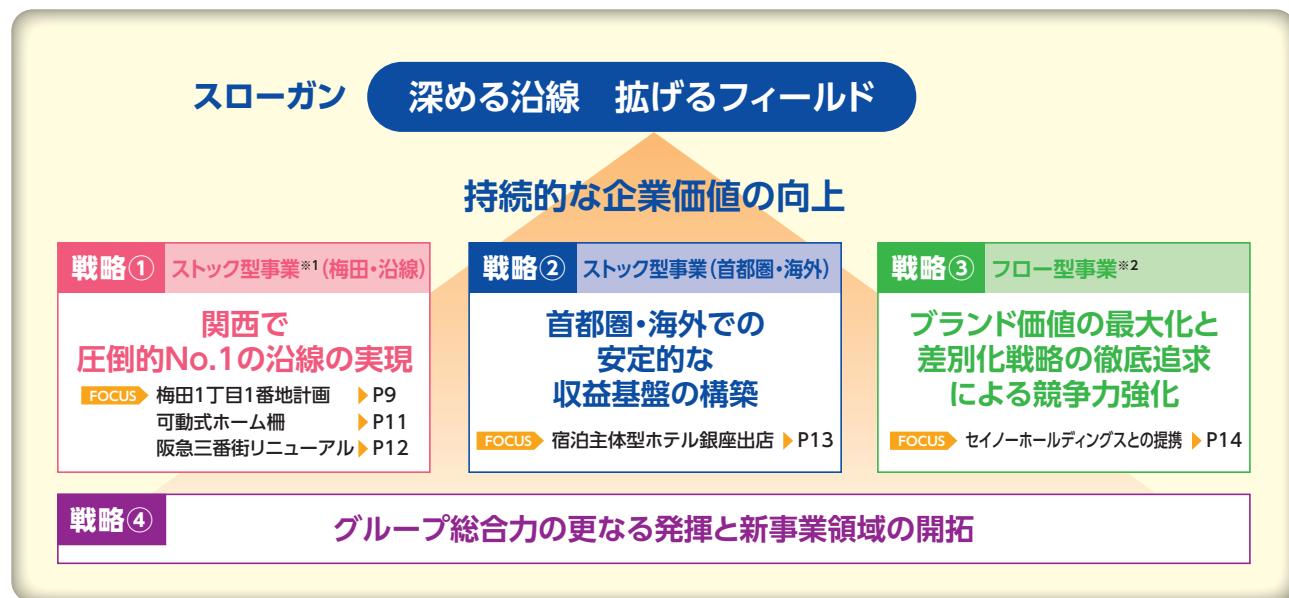 スローガン 深める沿線 拡げるフィールド
持続的な企業価値の向上
戦略① ストック型事業※1(梅田・沿線)
関西で
圧倒的No.1の沿線の実現
FOCUS 梅田1丁目1番地計画 P9
可動式ホーム柵 P11
阪急三番街リニューアル P12
戦略② ストック型事業(首都圏・海外)
首都圏・海外での
安定的な
収益基盤の構築
FOCUS 宿泊主体型ホテル銀座出店 P13
戦略③ フロー型事業※2
ブランド価値の最大化と
差別化戦略の徹底追求
による競争力強化
FOCUS セイノーホールディングスとの提携 P14
戦略④ グループ総合力の更なる発揮と新事業領域の開拓